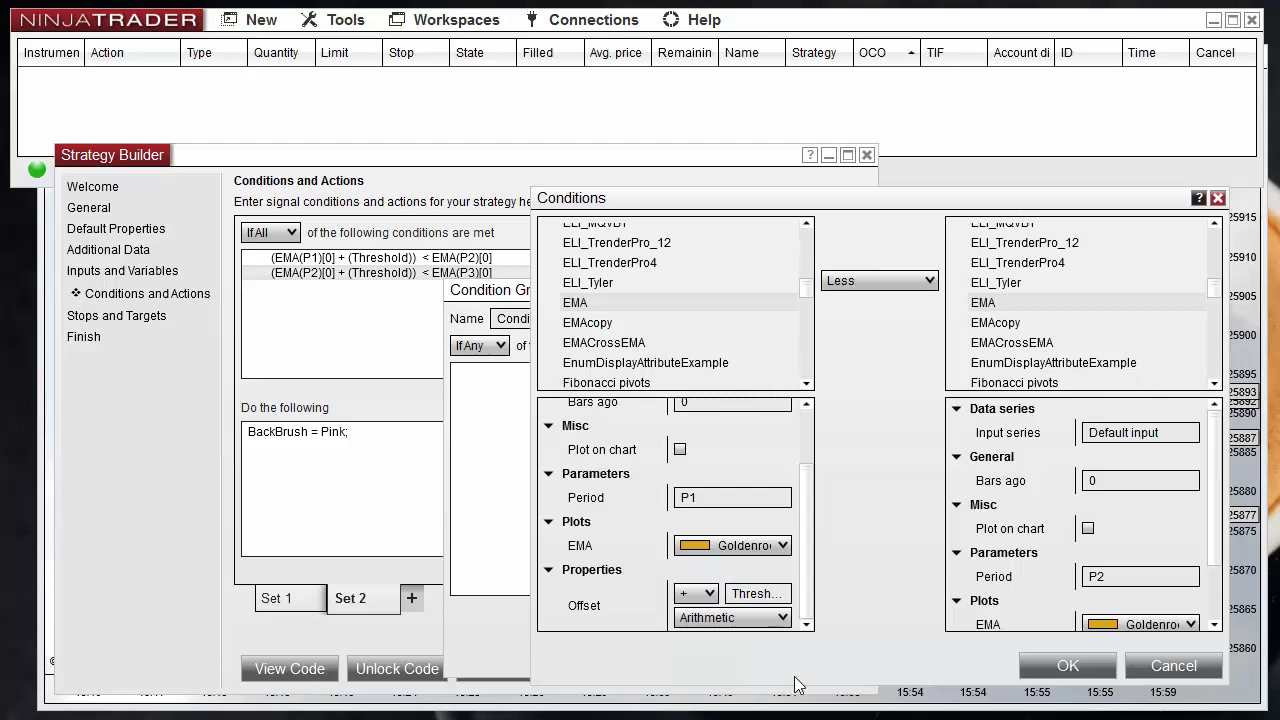 NINJATRADER New Tools Workspaces Connections Help
Instrumen Action Type Quantity Limit Stop State Filled Avg. price Remainin Name Strategy OCO TIF Account di ID Time Cancel
Strategy Builder
Welcome
General
Default Properties
Additional Data
Inputs and Variables
Conditions and Actions
Stops and Targets
Finish
Conditions and Actions
Enter signal conditions and actions for your strategy he
If All of the following conditions are met
(EMA(P1)[0] + (Threshold)) < EMA(P2)[0]
(EMA(P2)[0] + (Threshold)) < EMA(P3)[0]
Condition Gr
Name Condi
If Any of
Do the following
BackBrush = Pink;
Set 1 Set 2 +
View Code Unlock Code
Conditions
ELI_TrenderPro_12
ELI_TrenderPro4
ELI_Tyler
EMA
EMAcopy
EMACrossEMA
EnumDisplayAttributeExample
Fibonacci pivots
Less
ELI_TrenderPro_12
ELI_TrenderPro4
ELI_Tyler
EMA
EMAcopy
EMACrossEMA
EnumDisplayAttributeExample
Fibonacci pivots
Bars ago 0
Misc
Plot on chart
Parameters
Period P1
Plots
EMA Goldenro
Properties
Offset + Thresh...
Arithmetic
Data series
Input series Default input
General
Bars ago 0
Misc
Plot on chart
Parameters
Period P2
Plots
EMA Goldenro
OK Cancel
25915
25910
25905
25900
25895
25893
25890
25887
25885
25880
25877
25875
25870
25865
25860
15:54 15:54 15:55 15:57 15:59